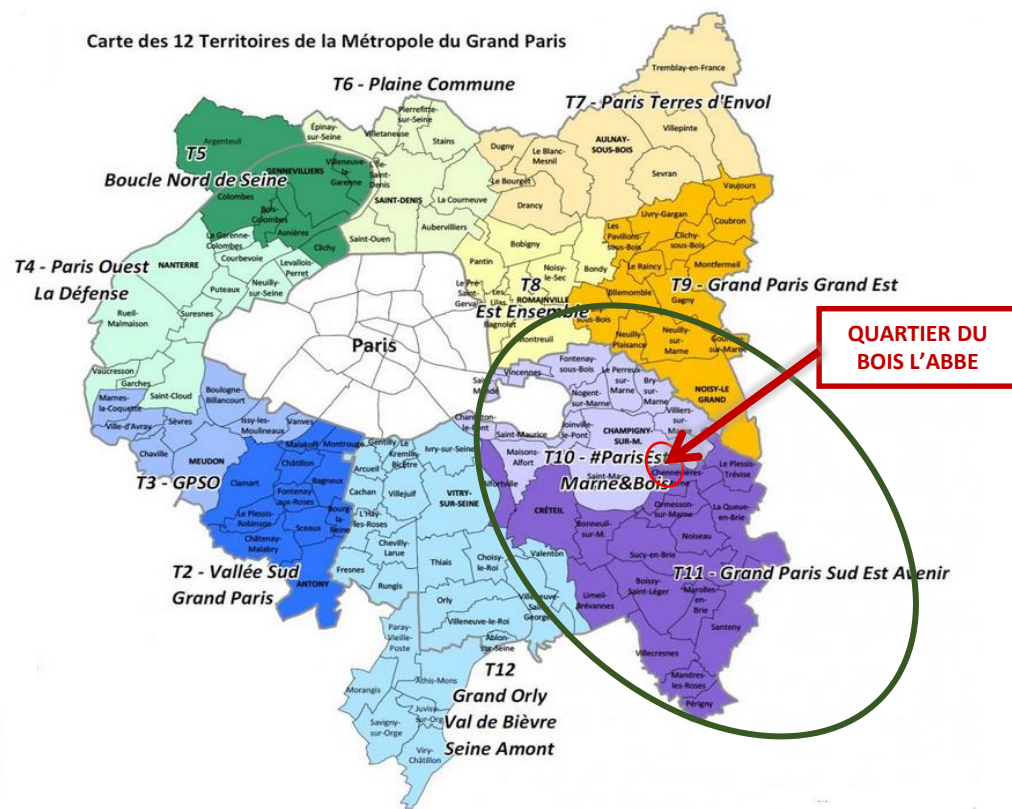 Carte des 12 Territoires de la Métropole du Grand Paris
Tremblay-en-France
T6 - Plaine Commune
T7 - Paris Terres d'Envol
Pierrefitte-
sur-Seine
Épinay-
sur-Seine
Villetaneuse
Stains
Dugny
Le Blanc-
Mesnil
AULNAY-
SOUS-BOIS
Villepinte
Argenteuil
T5
Boucle Nord de Seine
GENNEVILLIERS
Villeneuve-
la-
Garenne
L'Île-
Saint-
Denis
SAINT-DENIS
La Courneuve
Le Bourget
Drancy
Sevran
Vaujours
Colombes
Bois-
Colombes
Asnières
Clichy
Saint-Ouen
Aubervilliers
Livry-Gargan
Coubron
Les
Pavillons-
sous-Bois
Clichy-
sous-Bois
La Garenne-
Colombes
Courbevoie
Levallois-
Perret
NANTERRE
Bobigny
Pantin
Noisy-
le-Sec
Bondy
Le Raincy
Montfermeil
T4 - Paris Ouest
La Défense
Puteaux
Neuilly-
sur-Seine
Suresnes
Rueil-
Malmaison
Le Pré
Saint-
Les
Lilas
T8
ROMAINVILLE
Est Ensemble
Bagnolet
Montreuil
Villemomble
T9 - Grand Paris Grand Est
Gagny
sous-Bois
Neuilly-
Plaisance
Neuilly-
sur-
Marne
sur-Marne
QUARTIER DU
BOIS L'ABBE
Paris
Vaucresson
Garches
Saint-Cloud
Marnes-
la-Coquette
Ville-d'Avray
Boulogne-
Billancourt
Sèvres
Issy-les-
Moulineaux
Vanves
Chaville
MEUDON
T3 - GPSO
Vincennes
Fontenay-
sous-Bois
Le Perreux-
sur-
Marne
Bry-
sur-
Marne
NOISY-LE
GRAND
Nogent-
sur-Marne
Villiers-
sur-
Joinville-
le-Pont
CHAMPIGNY
SUR-M.
Saint-Maurice
Maisons-
Alfort
T10 - #ParisEst
Marne&Bois
Malakoff
Montrouge
Gentilly
Le
Kremlin-
Bicêtre
Ivry-sur-Seine
Châtillon
Clamart
Bagneux
Fontenay-
aux-Roses
Arcueil
Cachan
Villejuif
VITRY-
SUR-SEINE
Le Plessis-
Trévise
La Queue-
en-Brie
CRÉTEIL
Bonneuil-
sur-M.
Ormesson-
sur-Marne
Noiseau
Sucy-en-Brie
Le Plessis-
Robinson
Sceaux
Bourg-
la-
Reine
L'Haÿ-
les-Roses
Châtenay-
Malabry
Chevilly-
Larue
Thiais
Choisy-
le-Roi
Valenton
T2 - Vallée Sud
Grand Paris
ANTONY
Fresnes
Rungis
Orly
Villeneuve-
Limeil-
Brévannes
Boissy-
Saint-Léger
T11 - Grand Paris Sud Est Avenir
Marolles-
en-
Brie
Santeny
Villeneuve-le-Roi
Ablon-
sur-Seine
Paray-
Vieille-
Poste
Villecresnes
Mandres-
les-Roses
Périgny
T12
Grand Orly
Val de Bièvre
Seine Amont
Athis-Mons
Morangis
Juvisy-
sur-Orge
Savigny-
sur-Orge
Viry-
Châtillon